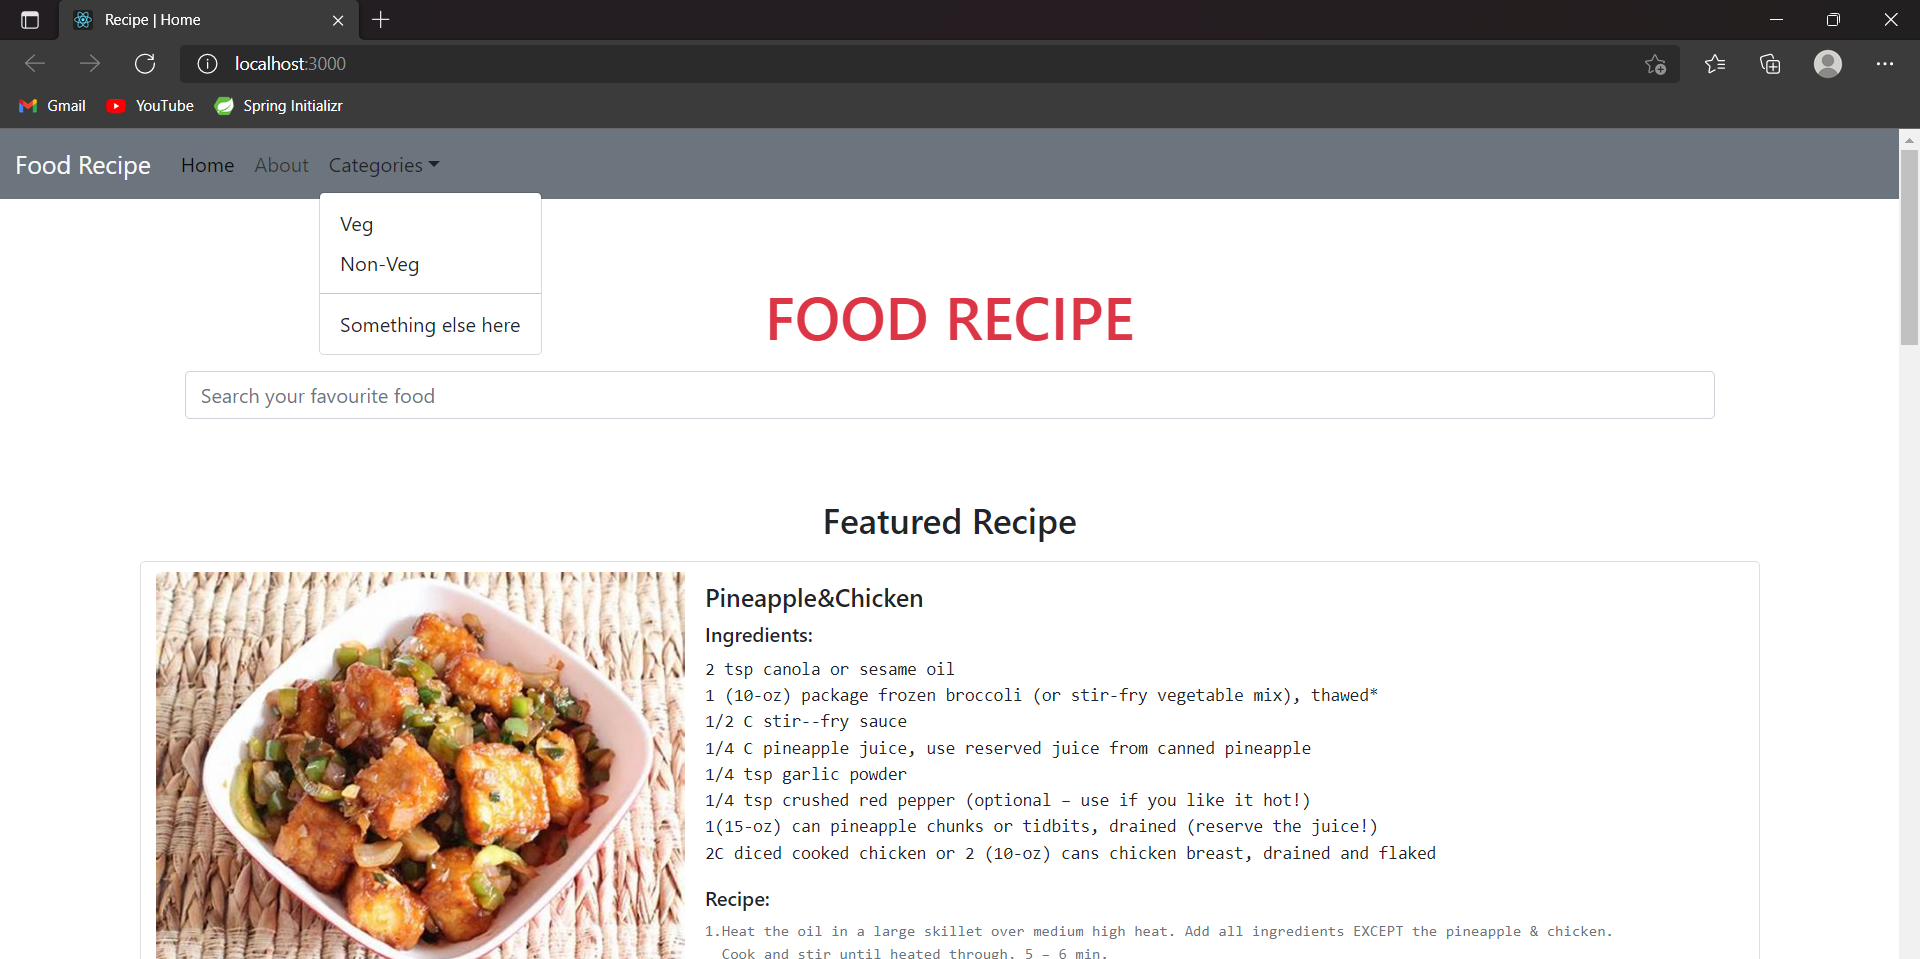 Recipe | Home
localhost:3000
Gmail YouTube Spring Initializr
Food Recipe Home About Categories
Veg
Non-Veg
Something else here
FOOD RECIPE
Search your favourite food
Featured Recipe
Pineapple&Chicken
Ingredients:
2 tsp canola or sesame oil
1 (10-oz) package frozen broccoli (or stir-fry vegetable mix), thawed*
1/2 C stir--fry sauce
1/4 C pineapple juice, use reserved juice from canned pineapple
1/4 tsp garlic powder
1/4 tsp crushed red pepper (optional – use if you like it hot!)
1(15-oz) can pineapple chunks or tidbits, drained (reserve the juice!)
2C diced cooked chicken or 2 (10-oz) cans chicken breast, drained and flaked
Recipe:
1.Heat the oil in a large skillet over medium high heat. Add all ingredients EXCEPT the pineapple & chicken.
Cook and stir until heated through, 5 – 6 min.